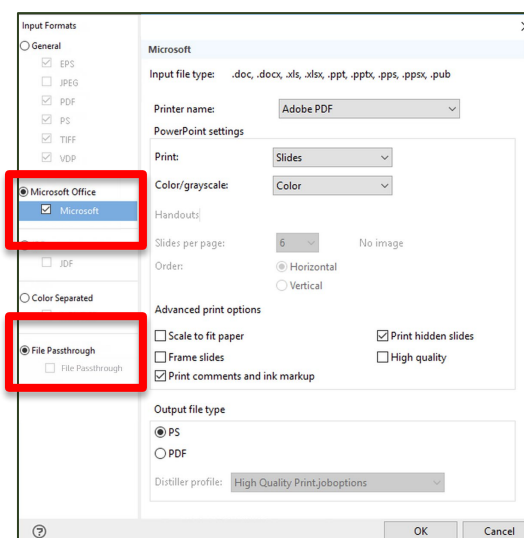 Input Formats
General
EPS
JPEG
PDF
PS
TIFF
VDP
Microsoft Office
Microsoft
JDF
Color Separated
File Passthrough
File Passthrough
Microsoft
Input file type: .doc, .docx, .xls, .xlsx, .ppt, .pptx, .pps, .ppsx, .pub
Printer name: Adobe PDF
PowerPoint settings
Print: Slides
Color/grayscale: Color
Handouts
Slides per page: 6 No image
Order: Horizontal
Vertical
Advanced print options
Scale to fit paper Print hidden slides
Frame slides High quality
Print comments and ink markup
Output file type
PS
PDF
Distiller profile: High Quality Print.joboptions
OK Cancel